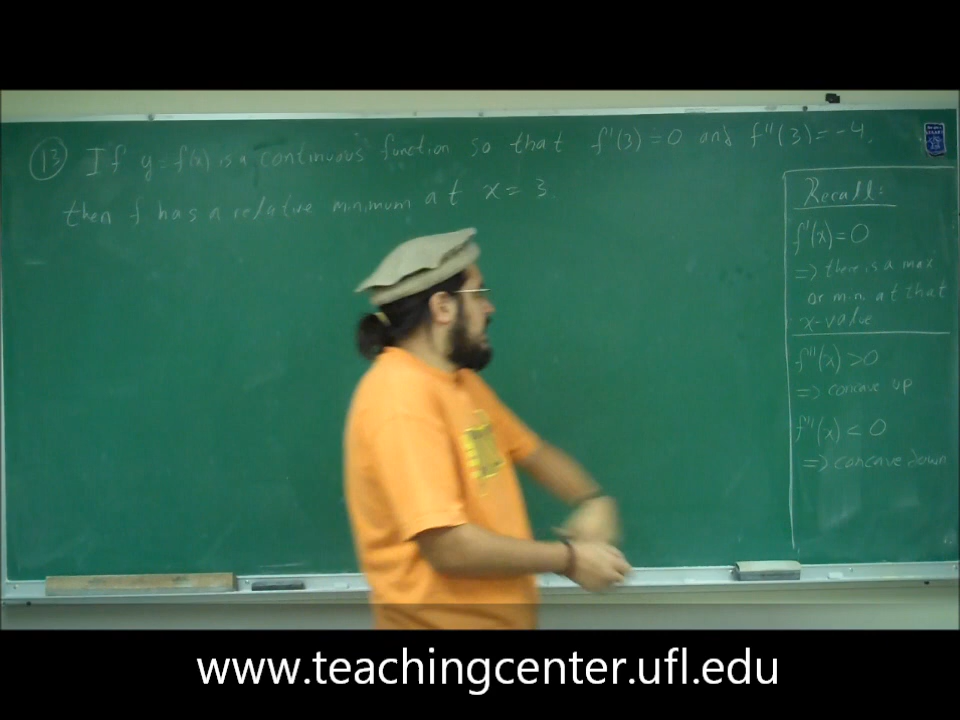 13 If y=f(x) is a continuous function so that f'(3)=0 and f''(3)=-4,
then f has a relative minimum at x=3.
Recall:
f'(x)=0
=> there is a max
or min. at that
x-value
f''(x) >0
=> concave up
f''(x) < 0
=> concave down
www.teachingcenter.ufl.edu